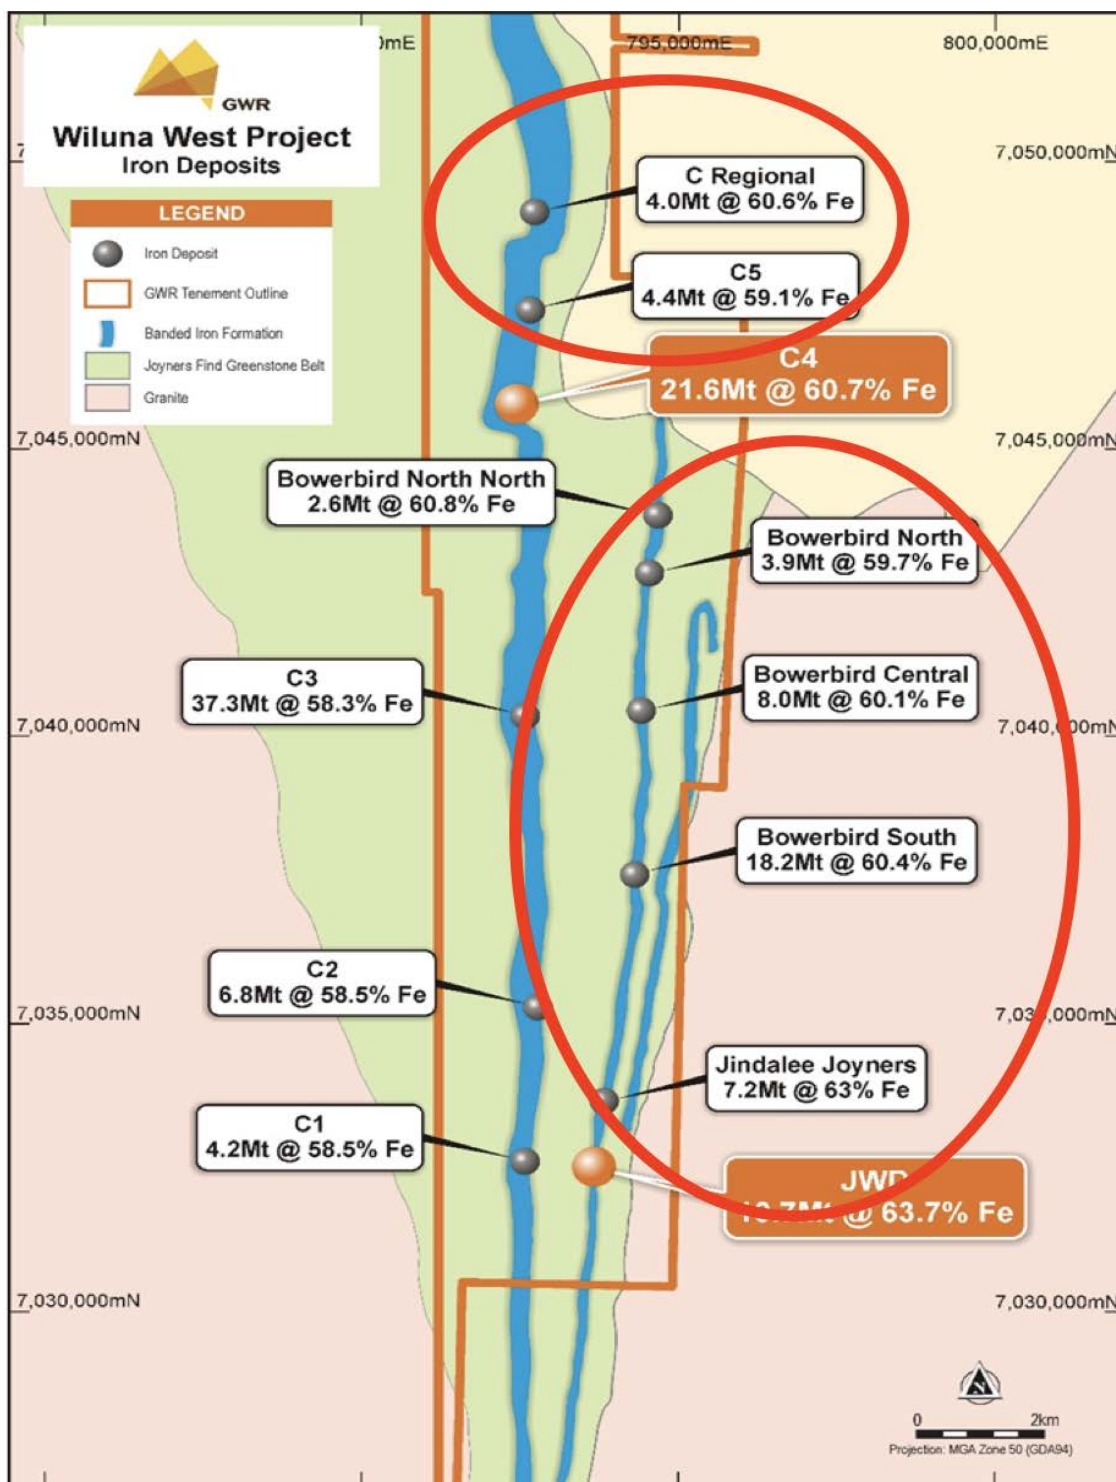 mE
795,000mE
800,000mE
GWR
Wiluna West Project
Iron Deposits
LEGEND
Iron Deposit
GWR Tenement Outline
Banded Iron Formation
Joyners Find Greenstone Belt
Granite
7,050,000mN
C Regional
4.0Mt @ 60.6% Fe
C5
4.4Mt @ 59.1% Fe
C4
21.6Mt @ 60.7% Fe
7,045,000mN
7,045,000mN
Bowerbird North North
2.6Mt @ 60.8% Fe
Bowerbird North
3.9Mt @ 59.7% Fe
C3
37.3Mt @ 58.3% Fe
Bowerbird Central
8.0Mt @ 60.1% Fe
7,040,000mN
7,040,000mN
Bowerbird South
18.2Mt @ 60.4% Fe
C2
6.8Mt @ 58.5% Fe
7,035,000mN
7,035,000mN
Jindalee Joyners
7.2Mt @ 63% Fe
C1
4.2Mt @ 58.5% Fe
JWD
@ 63.7% Fe
7,030,000mN
7,030,000mN
N
0 2km
Projection: MGA Zone 50 (GDA94)